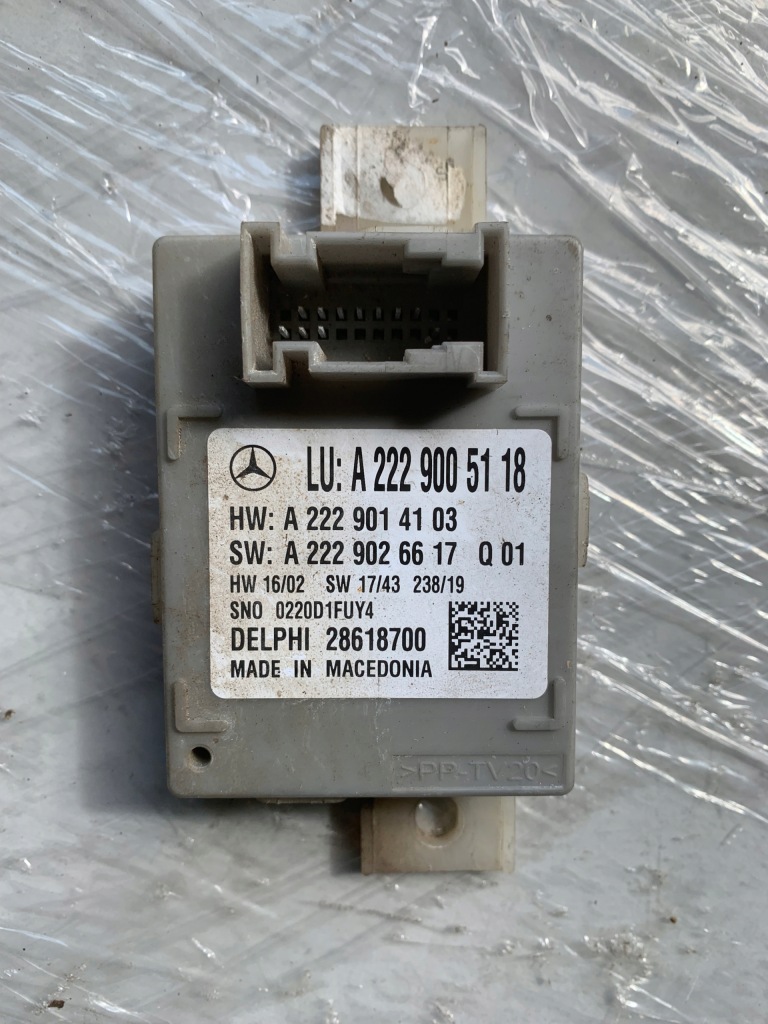 LU: A 222 900 51 18
HW: A 222 901 41 03
SW: A 222 902 66 17 Q 01
HW 16/02 SW 17/43 238/19
SNO 0220D1FUY4
DELPHI 28618700
MADE IN MACEDONIA
>PP-TV20<